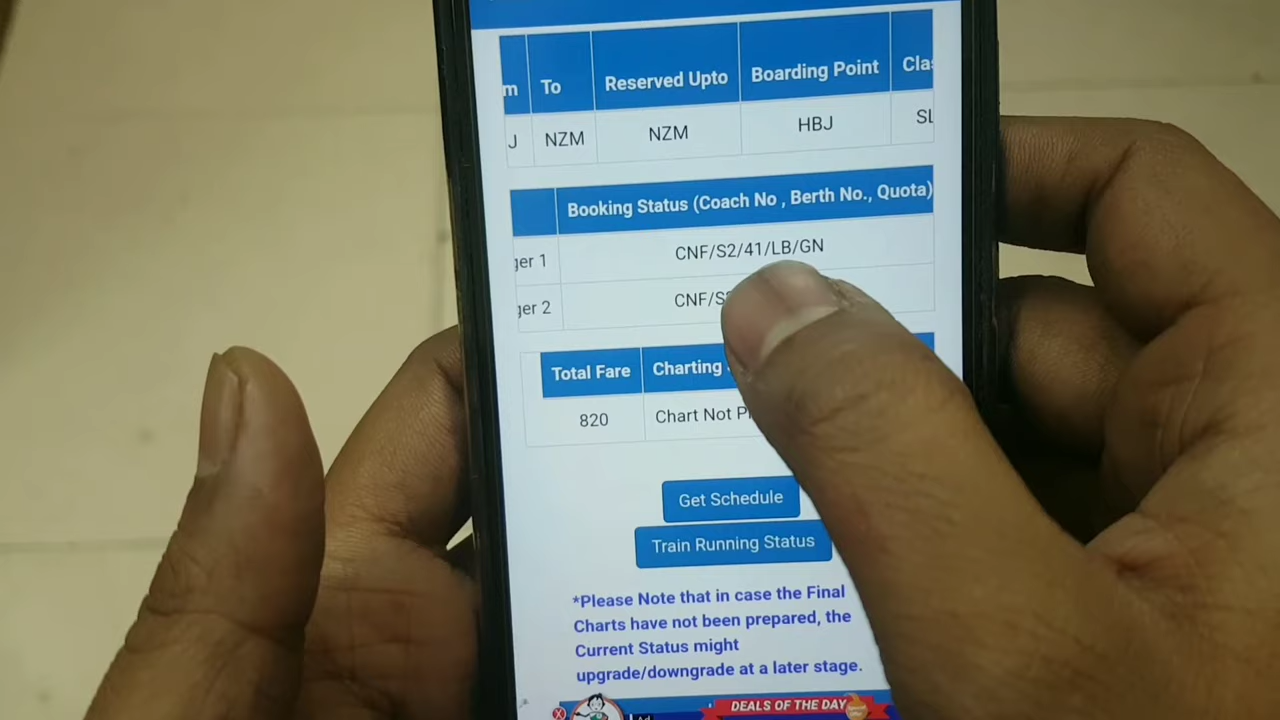 m To Reserved Upto Boarding Point Cla
J NZM NZM HBJ SL
Booking Status (Coach No , Berth No., Quota)
ger 1 CNF/S2/41/LB/GN
ger 2 CNF/S
Total Fare Charting
820 Chart Not P
Get Schedule
Train Running Status
*Please Note that in case the Final
Charts have not been prepared, the
Current Status might
upgrade/downgrade at a later stage.
DEALS OF THE DAY